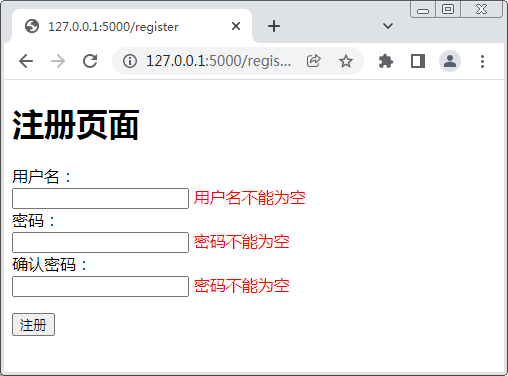 127.0.0.1:5000/register
127.0.0.1:5000/regis...
注册页面
用户名：
用户名不能为空
密码：
密码不能为空
确认密码：
密码不能为空
注册